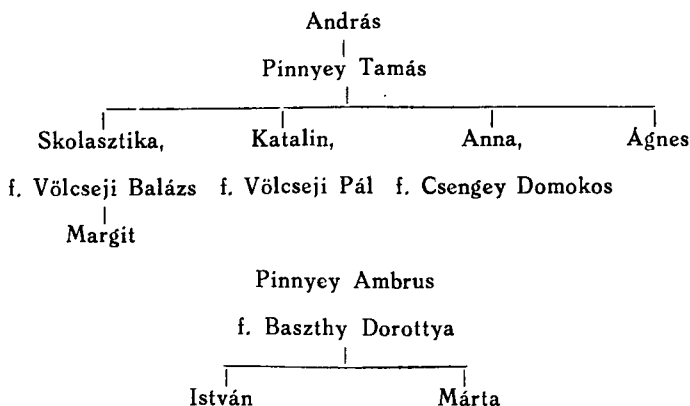 András
Pinnyey Tamás
Skolasztika, Katalin, Anna, Ágnes
f. Völcseji Balázs f. Völcseji Pál f. Csengey Domokos
Margit
Pinnyey Ambrus
f. Baszthy Dorottya
István Márta